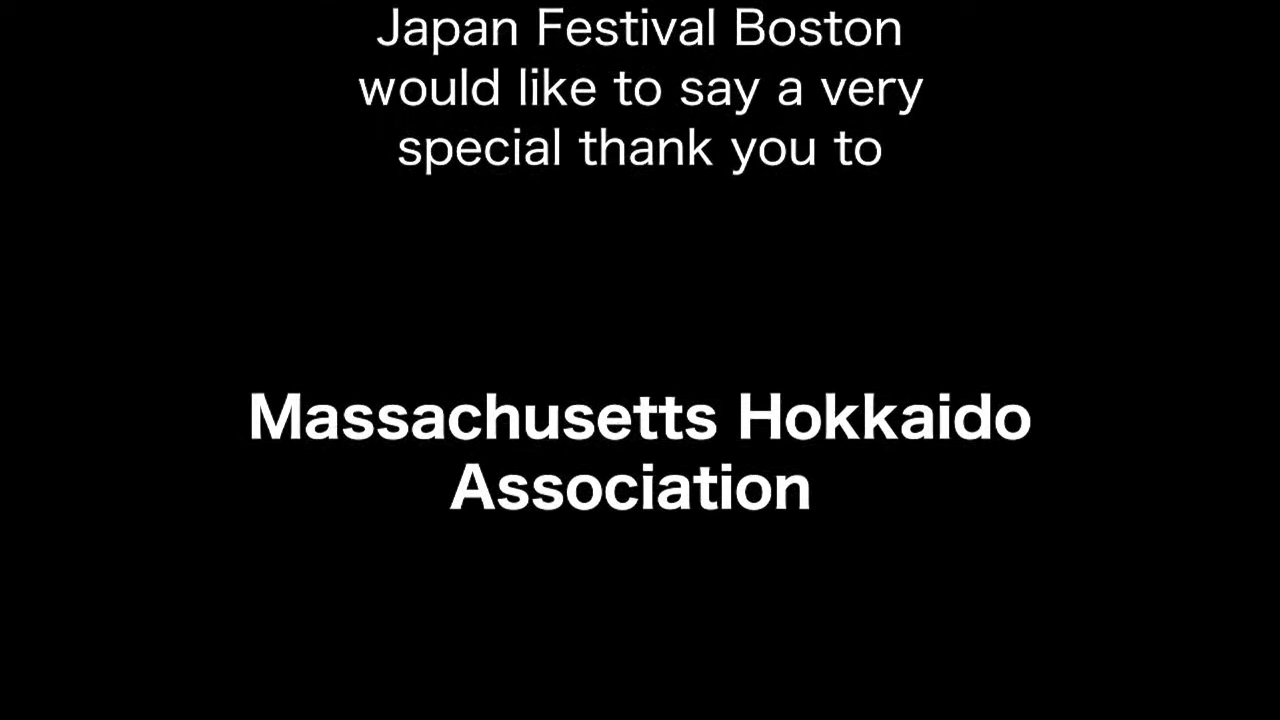 Japan Festival Boston
would like to say a very
special thank you to
Massachusetts Hokkaido
Association